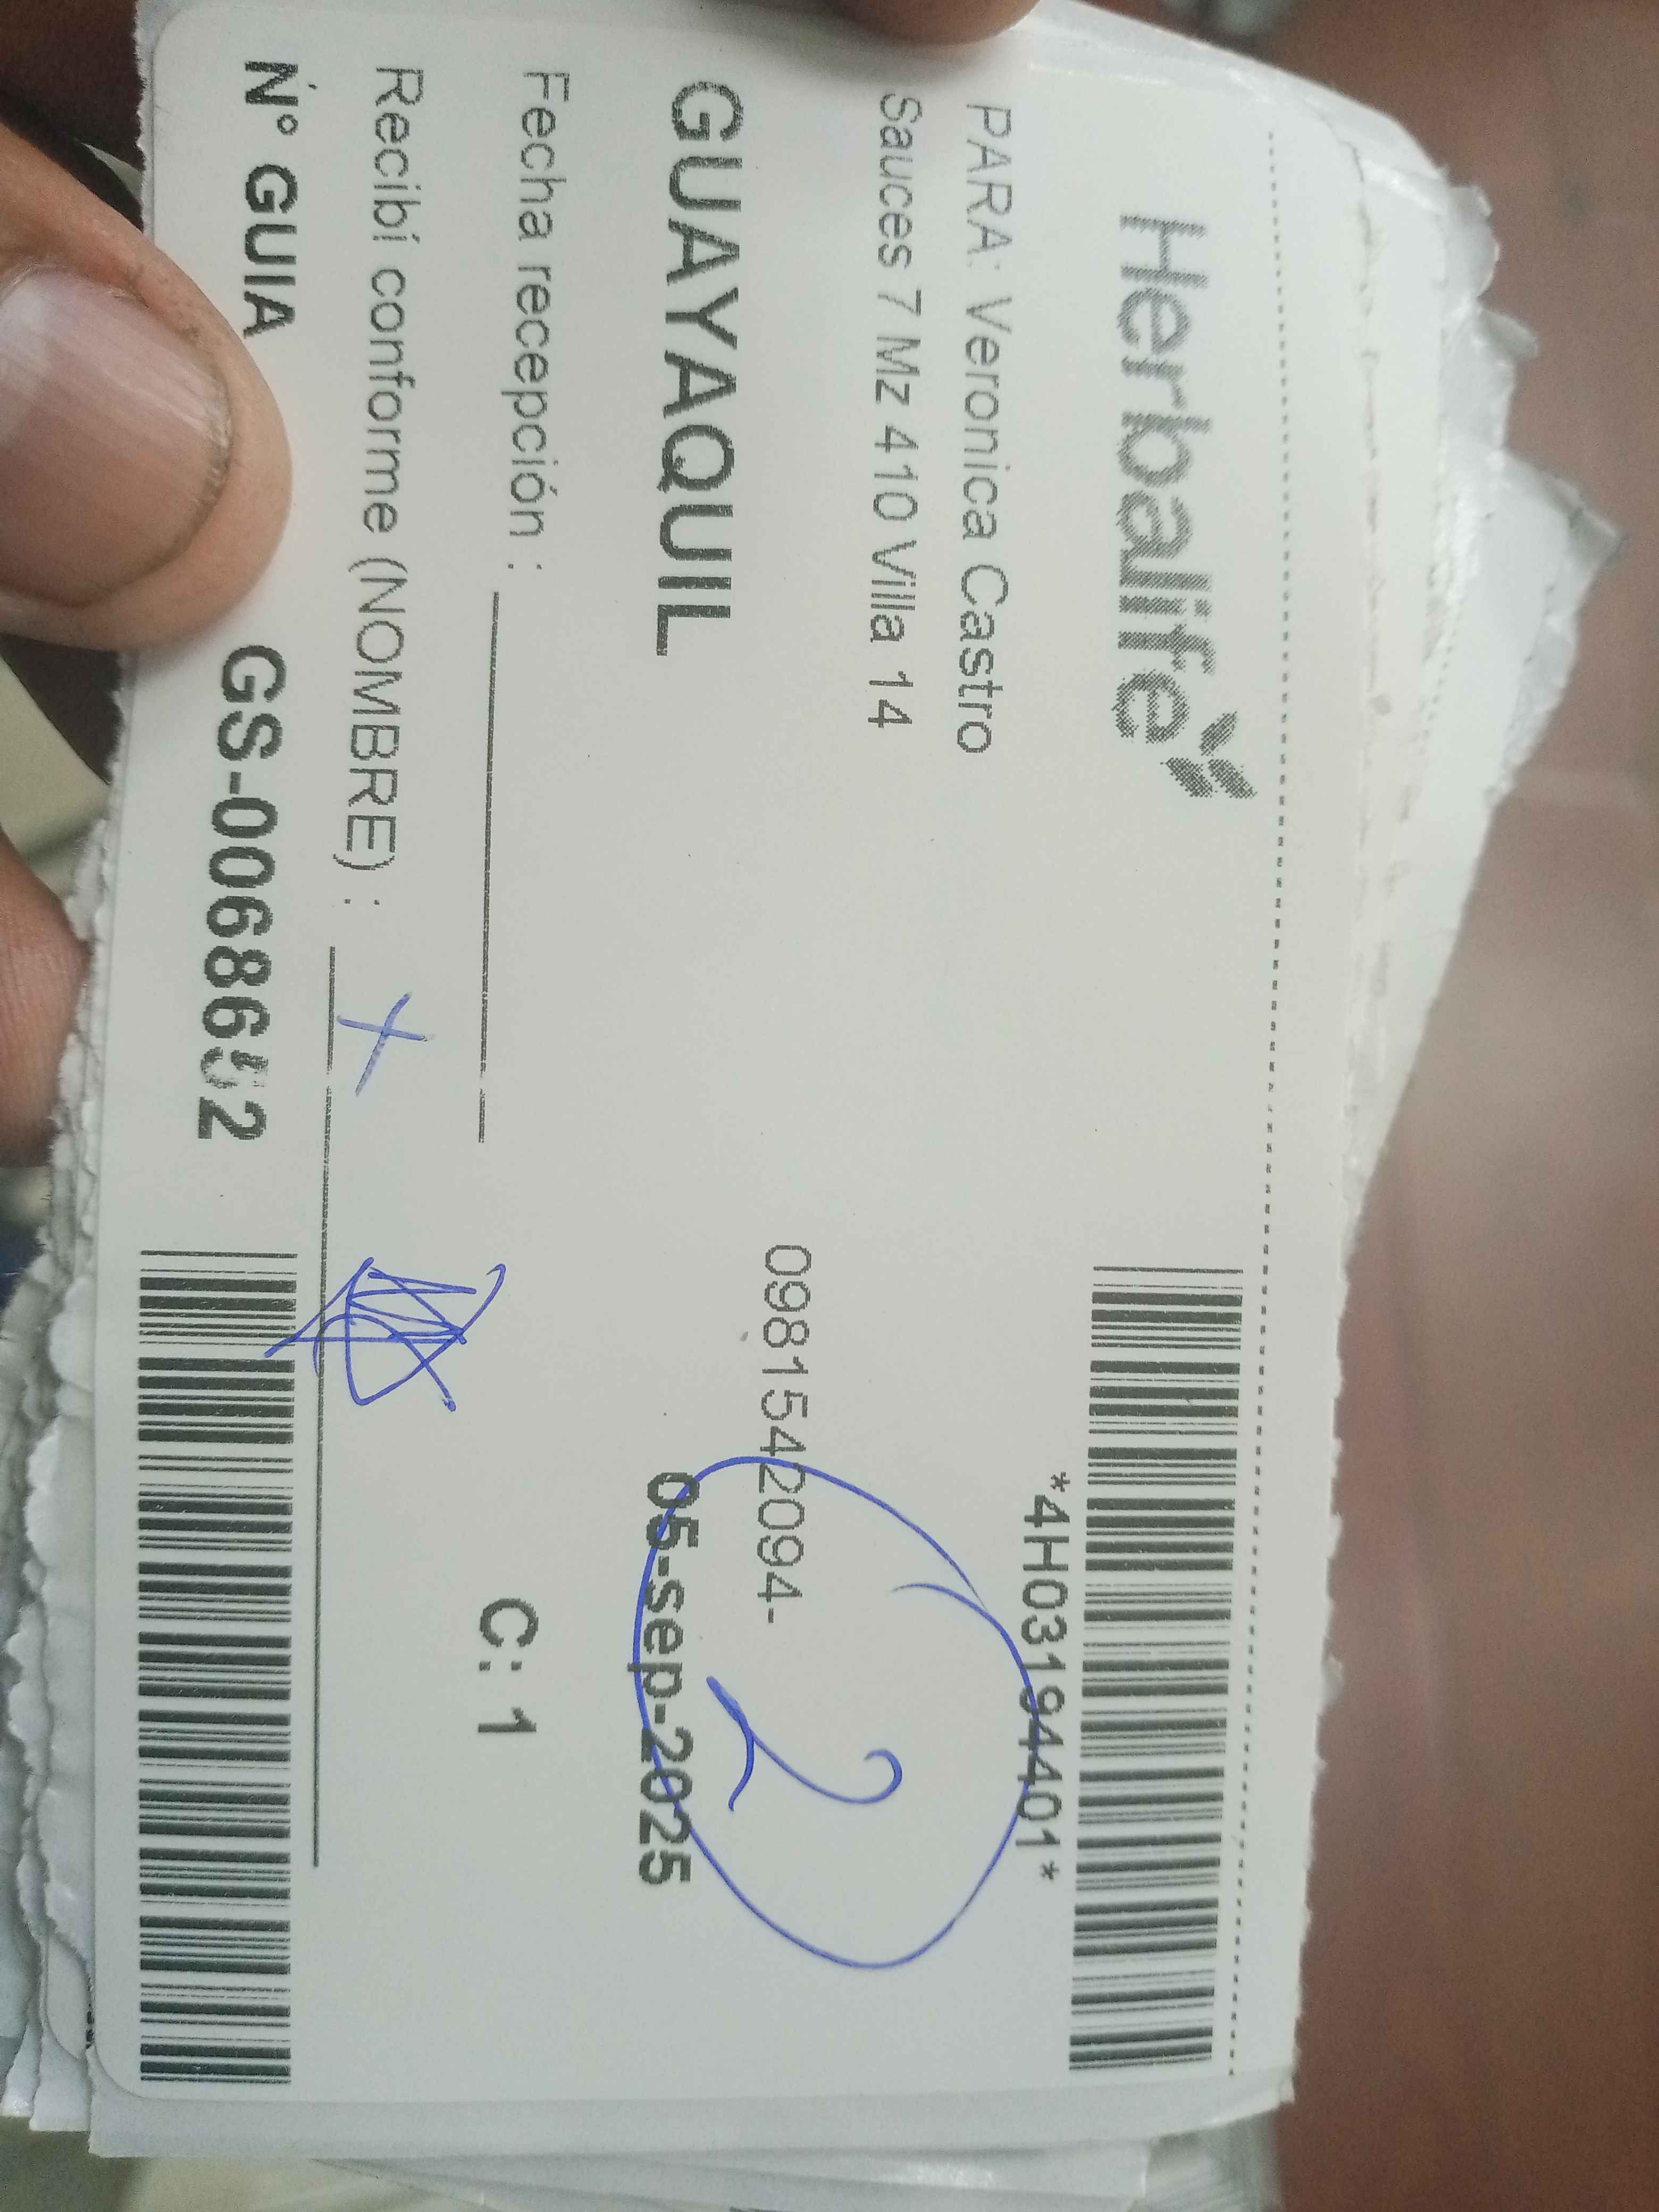 Herbalife
*4H03194401*
PARA: Veronica Castro
Sauces 7 Mz 410 Villa 14
0981542094-
2
GUAYAQUIL
05-sep-2025
Fecha recepción :
C: 1
Recibí conforme (NOMBRE) : X
N° GUIA